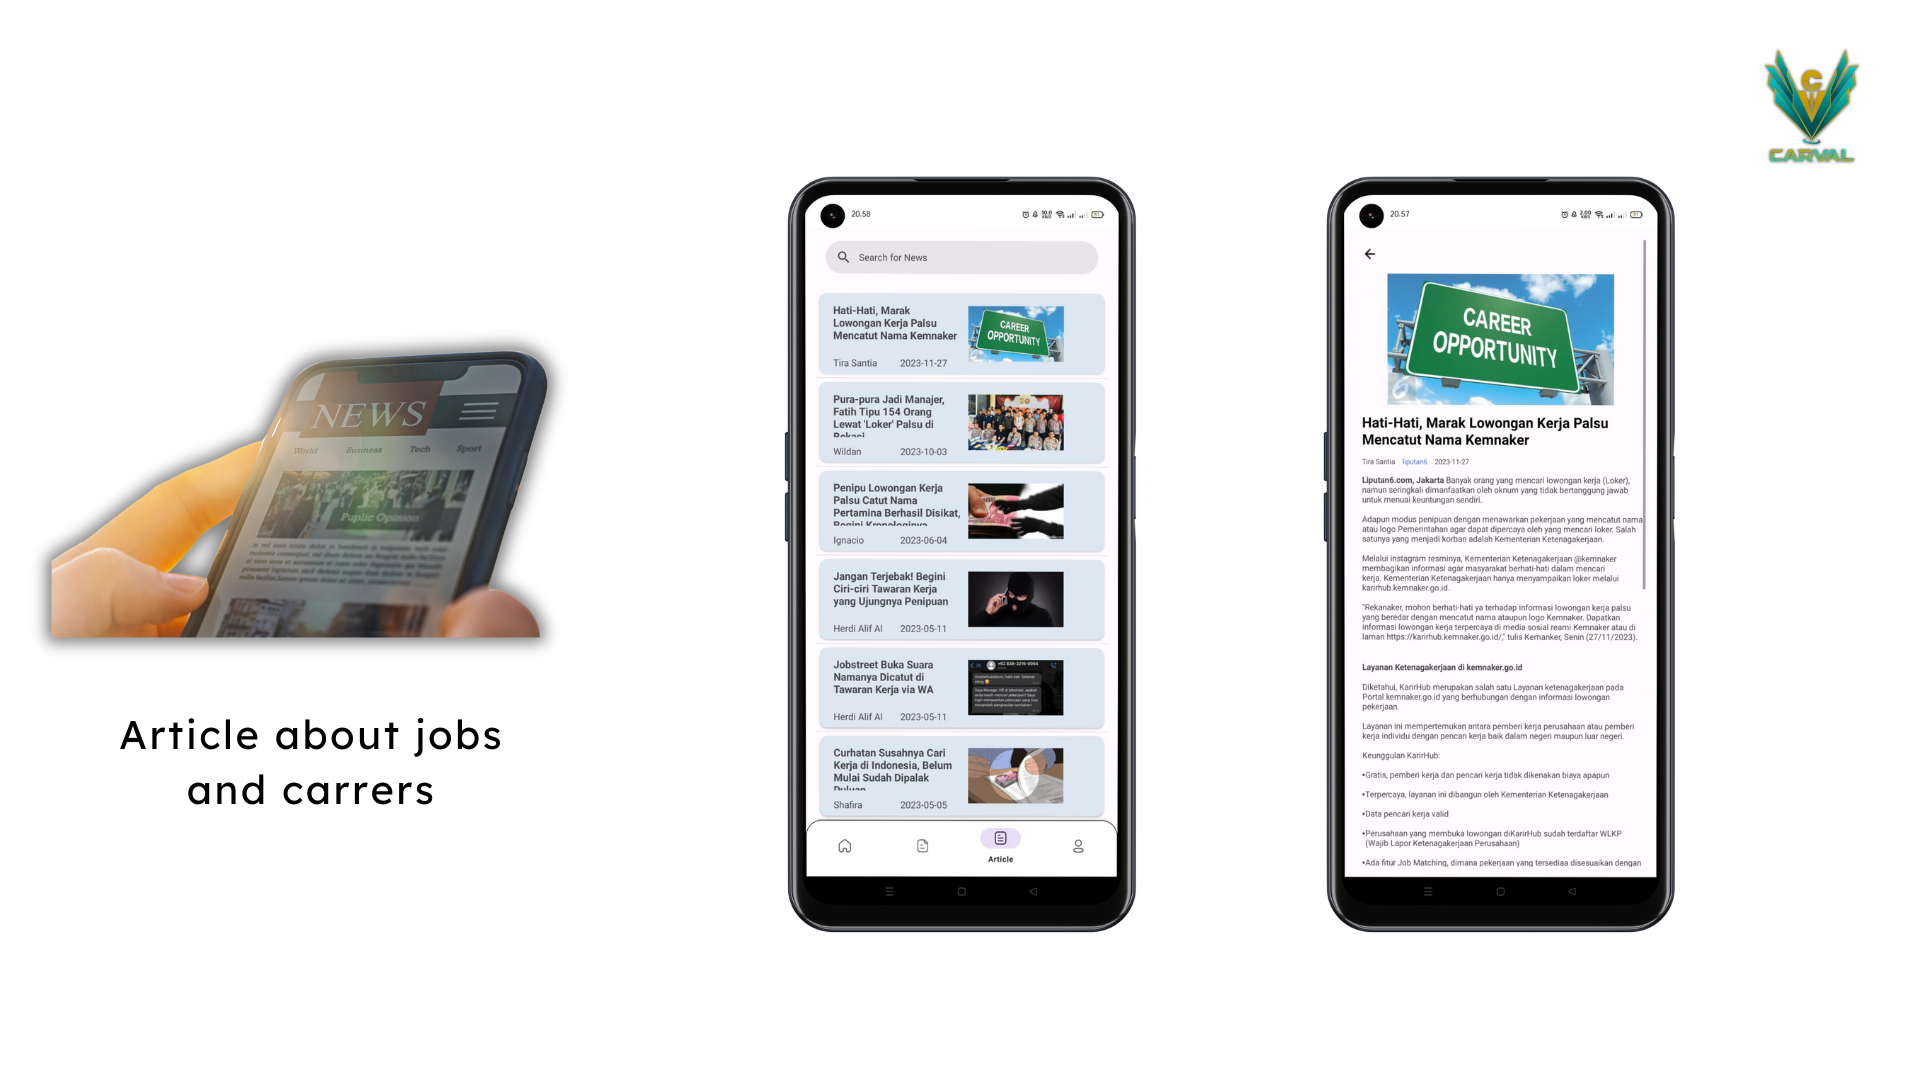 CARVAL
NEWS
World Business Tech Sport
Public Opinion
Article about jobs
and carrers
20.58
Search for News
Hati-Hati, Marak
Lowongan Kerja Palsu
Mencatut Nama Kemnaker
Tira Santia 2023-11-27
CAREER
OPPORTUNITY
Pura-pura Jadi Manajer,
Fatih Tipu 154 Orang
Lewat 'Loker' Palsu di
Bekasi
Wildan 2023-10-03
Penipu Lowongan Kerja
Palsu Catut Nama
Pertamina Berhasil Disikat,
Begini Kronologinya
Ignacio 2023-06-04
Jangan Terjebak! Begini
Ciri-ciri Tawaran Kerja
yang Ujungnya Penipuan
Herdi Alif Al 2023-05-11
Jobstreet Buka Suara
Namanya Dicatut di
Tawaran Kerja via WA
Herdi Alif Al 2023-05-11
Curhatan Susahnya Cari
Kerja di Indonesia, Belum
Mulai Sudah Dipalak
Duluan
Shafira 2023-05-05
Article
20.57
CAREER
OPPORTUNITY
Hati-Hati, Marak Lowongan Kerja Palsu
Mencatut Nama Kemnaker
Tira Santia liputan6 2023-11-27
Liputan6.com, Jakarta Banyak orang yang mencari lowongan kerja (Loker),
namun seringkali dimanfaatkan oleh oknum yang tidak bertanggung jawab
untuk menuai keuntungan sendiri.
Adapun modus penipuan dengan menawarkan pekerjaan yang mencatut nama
atau logo Pemerintahan agar dapat dipercaya oleh yang mencari loker. Salah
satunya yang menjadi korban adalah Kementerian Ketenagakerjaan.
Melalui instagram resminya, Kementerian Ketenagakerjaan @kemnaker
membagikan informasi agar masyarakat berhati-hati dalam mencari
kerja. Kementerian Ketenagakerjaan hanya menyampaikan loker melalui
karirhub.kemnaker.go.id.
"Rekanaker, mohon berhati-hati ya terhadap informasi lowongan kerja palsu
yang beredar dengan mencatut nama ataupun logo Kemnaker. Dapatkan
informasi lowongan kerja terpercaya di media sosial reami Kemnaker atau di
laman https://karirhub.kemnaker.go.id/," tulis Kemanker, Senin (27/11/2023).
Layanan Ketenagakerjaan di kemnaker.go.id
Diketahui, KarirHub merupakan salah satu Layanan ketenagakerjaan pada
Portal kemnaker.go.id yang berhubungan dengan informasi lowongan
pekerjaan.
Layanan ini mempertemukan antara pemberi kerja perusahaan atau pemberi
kerja individu dengan pencari kerja baik dalam negeri maupun luar negeri.
Keunggulan KarirHub:
•Gratis, pemberi kerja dan pencari kerja tidak dikenakan biaya apapun
•Terpercaya, layanan ini dibangun oleh Kementerian Ketenagakerjaan
•Data pencari kerja valid
•Perusahaan yang membuka lowongan diKarirHub sudah terdaftar WLKP
(Wajib Lapor Ketenagakerjaan Perusahaan)
•Ada fitur Job Matching, dimana pekerjaan yang tersediaa disesuaikan dengan